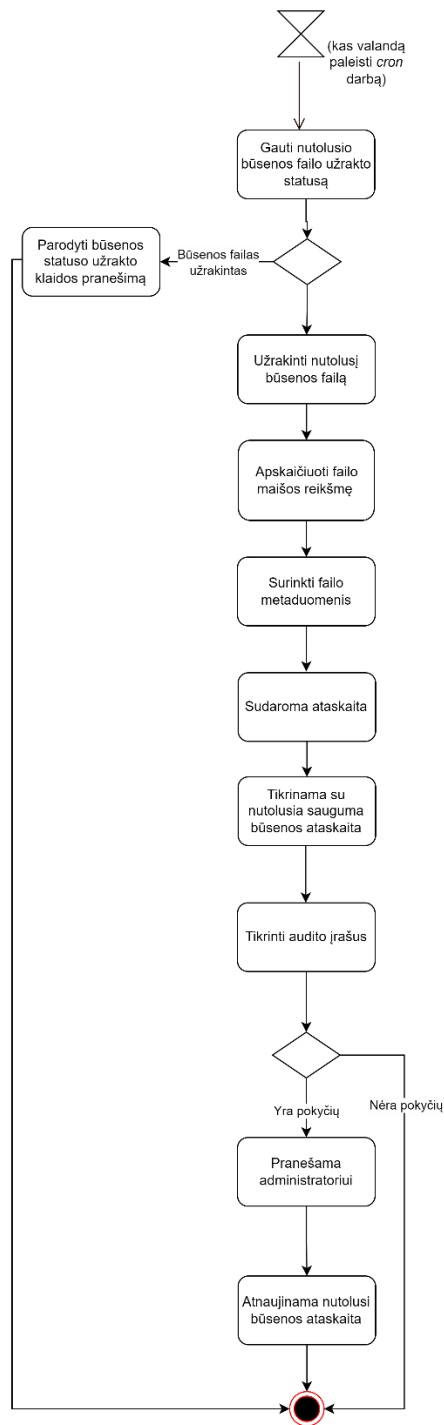 (kas valandą
paleisti cron
darbą)
Gauti nutolusio
būsenos failo užrakto
statusą
Parodyti būsenos
statuso užrakto
klaidos pranešimą
Būsenos failas
užrakintas
Užrakinti nutolusį
būsenos failą
Apskaičiuoti failo
maišos reikšmę
Surinkti failo
metaduomenis
Sudaroma ataskaita
Tikrinama su
nutolusia sauguma
būsenos ataskaita
Tikrinti audito įrašus
Yra pokyčių
Nėra pokyčių
Pranešama
administratoriui
Atnaujinama nutolusi
būsenos ataskaita